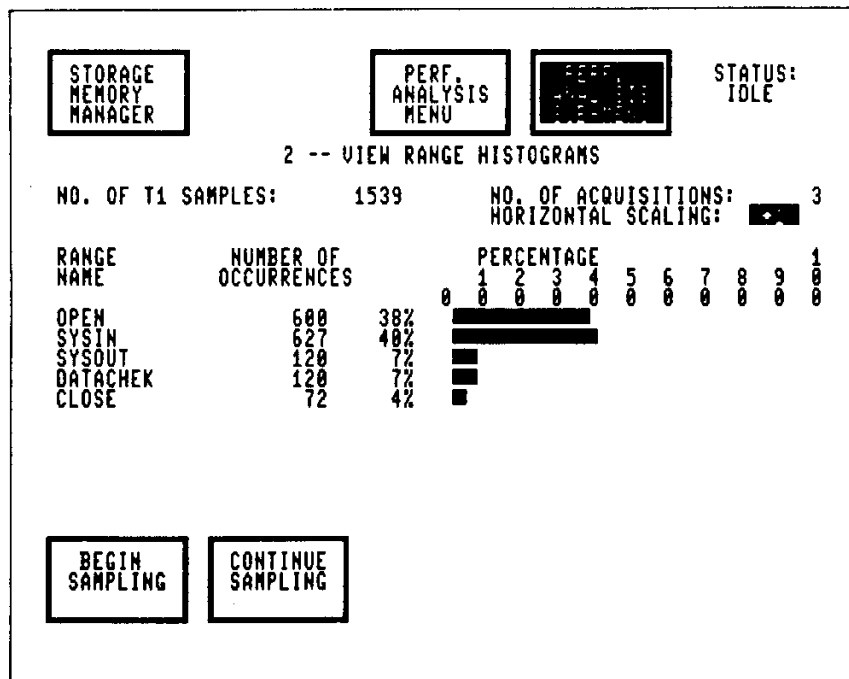 STORAGE
MEMORY
MANAGER
PERF.
ANALYSIS
MENU
STATUS:
IDLE
2 -- VIEW RANGE HISTOGRAMS
NO. OF T1 SAMPLES: 1539
NO. OF ACQUISITIONS: 3
HORIZONTAL SCALING:
RANGE NAME
NUMBER OF OCCURRENCES
PERCENTAGE
0 10 20 30 40 50 60 70 80 90 100
OPEN 600 38%
SYSIN 627 40%
SYSOUT 120 7%
DATACHEK 120 7%
CLOSE 72 4%
BEGIN
SAMPLING
CONTINUE
SAMPLING